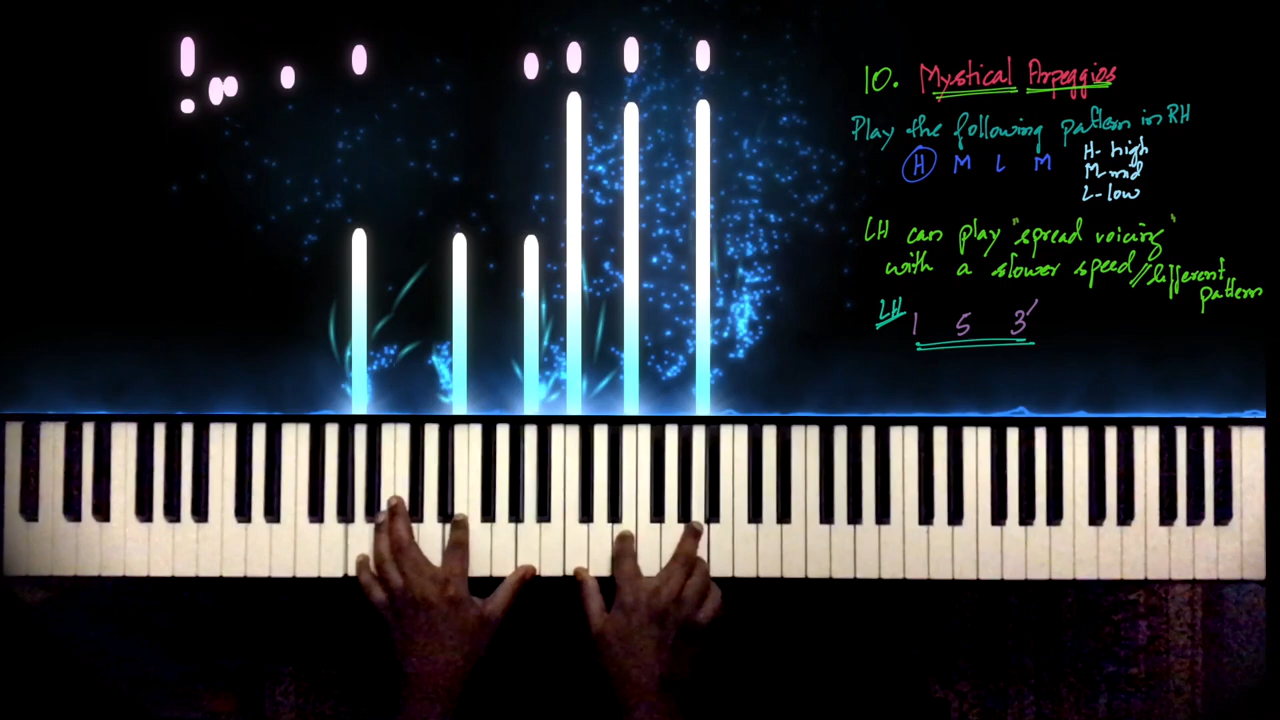 10. Mystical Arpeggios
Play the following pattern in RH
H M L M
H- high
M- mid
L- low
LH can play "spread voicing"
with a slower speed // different
pattern
LH 1 5 3'